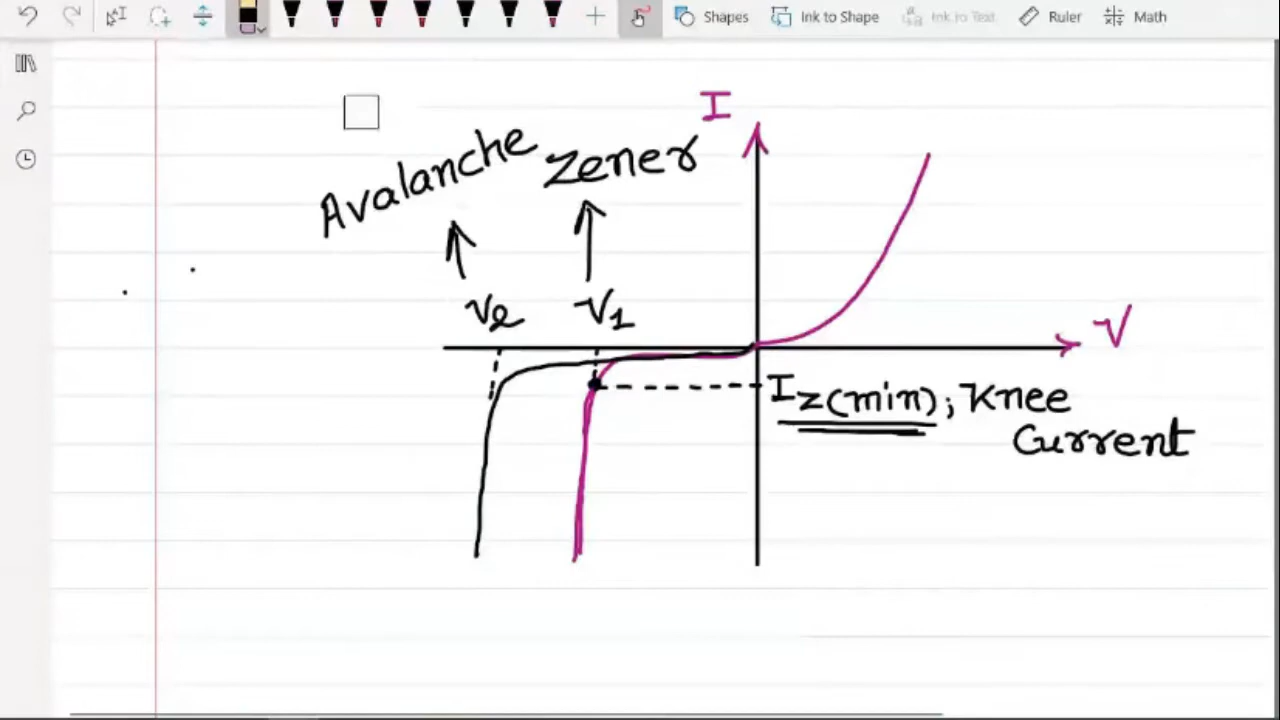 Shapes
Ink to Shape
Ink to Text
Ruler
Math
I
Avalanche
Zener
V2
V1
V
Iz(min); Knee
Current